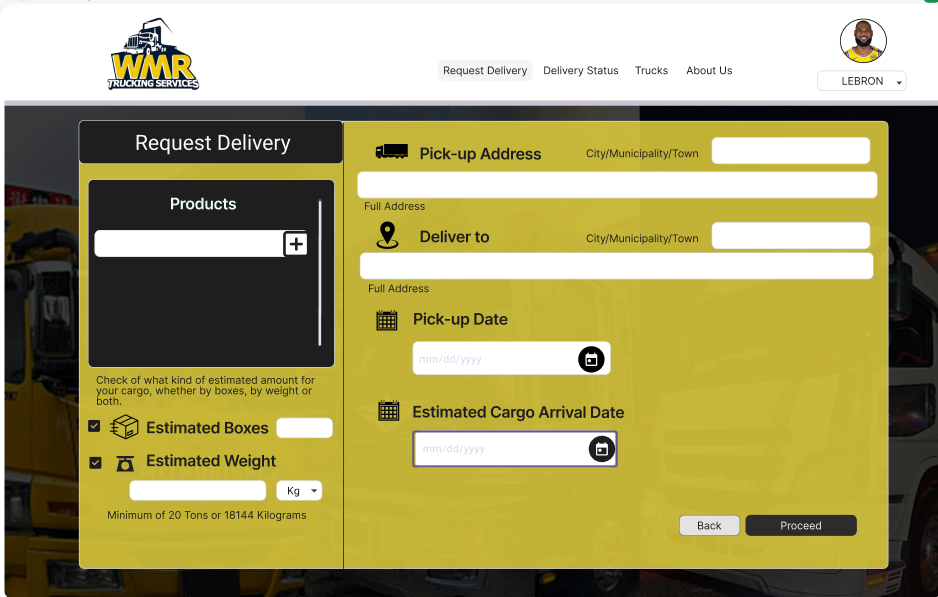 WMR
TRUCKING SERVICES
Request Delivery
Delivery Status
Trucks
About Us
LEBRON
Request Delivery
Products
Check of what kind of estimated amount for
your cargo, whether by boxes, by weight or
both.
Estimated Boxes
Estimated Weight
Kg
Minimum of 20 Tons or 18144 Kilograms
Pick-up Address
City/Municipality/Town
Full Address
Deliver to
City/Municipality/Town
Full Address
Pick-up Date
mm/dd/yyyy
Estimated Cargo Arrival Date
mm/dd/yyyy
Back
Proceed